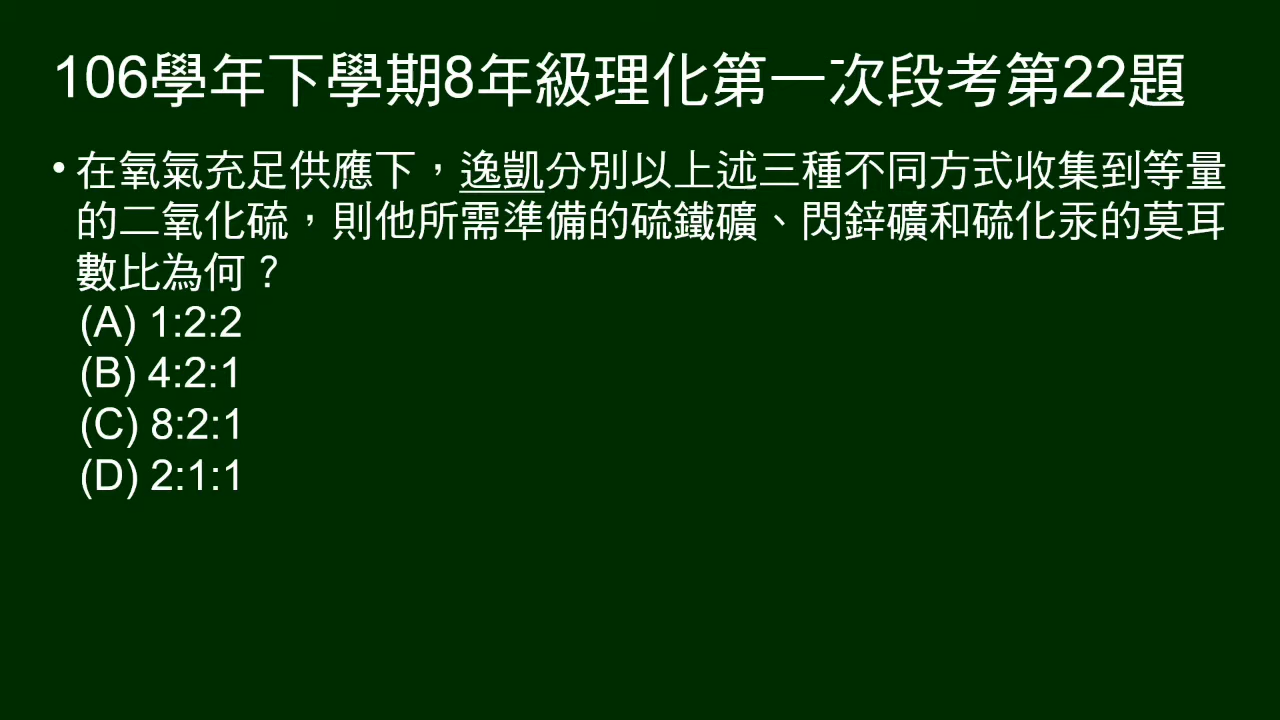 106學年下學期8年級理化第一次段考第22題
•在氧氣充足供應下，逸凱分別以上述三種不同方式收集到等量
的二氧化硫，則他所需準備的硫鐵礦、閃鋅礦和硫化汞的莫耳
數比為何？
(A) 1:2:2
(B) 4:2:1
(C) 8:2:1
(D) 2:1:1